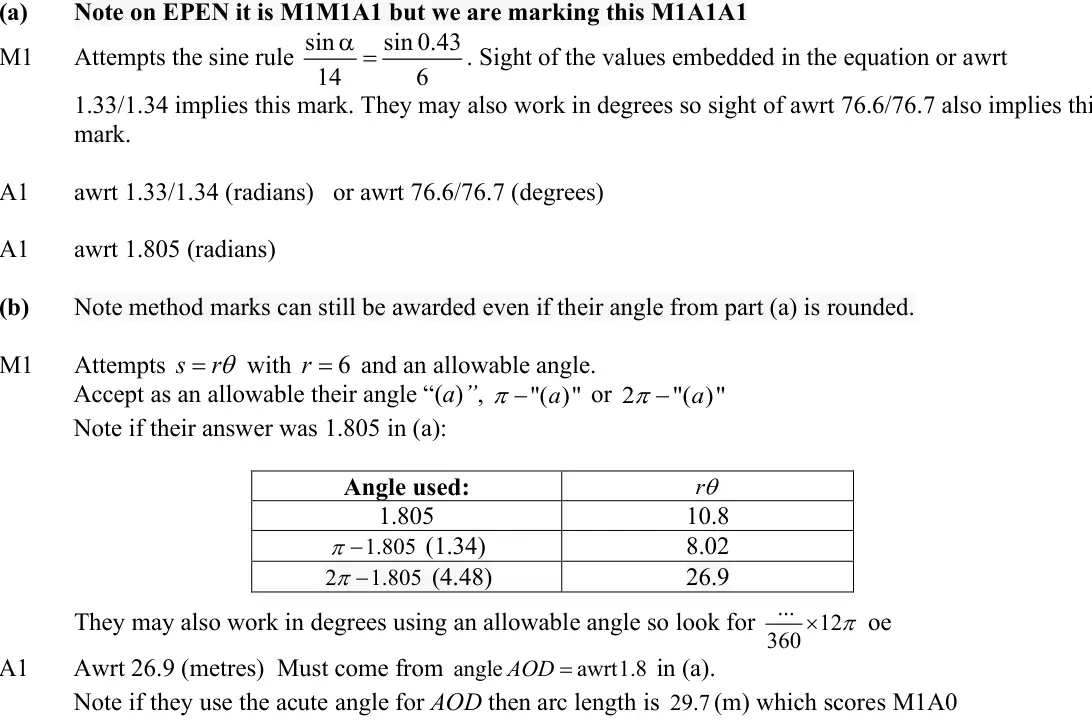 (a) Note on EPEN it is M1M1A1 but we are marking this M1A1A1
M1 Attempts the sine rule sin α / 14 = sin 0.43 / 6 . Sight of the values embedded in the equation or awrt
1.33/1.34 implies this mark. They may also work in degrees so sight of awrt 76.6/76.7 also implies thi
mark.
A1 awrt 1.33/1.34 (radians) or awrt 76.6/76.7 (degrees)
A1 awrt 1.805 (radians)
(b) Note method marks can still be awarded even if their angle from part (a) is rounded.
M1 Attempts s = rθ with r = 6 and an allowable angle.
Accept as an allowable their angle “(a)”, π − "(a)" or 2π − "(a)"
Note if their answer was 1.805 in (a):
Angle used: rθ
1.805 10.8
π − 1.805 (1.34) 8.02
2π − 1.805 (4.48) 26.9
They may also work in degrees using an allowable angle so look for ... / 360 ×12π oe
A1 Awrt 26.9 (metres) Must come from angle AOD = awrt1.8 in (a).
Note if they use the acute angle for AOD then arc length is 29.7 (m) which scores M1A0